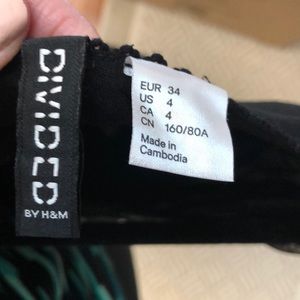 DIVIDED
BY H&M
EUR 34
US 4
CA 4
CN 160/80A
Made in
Cambodia